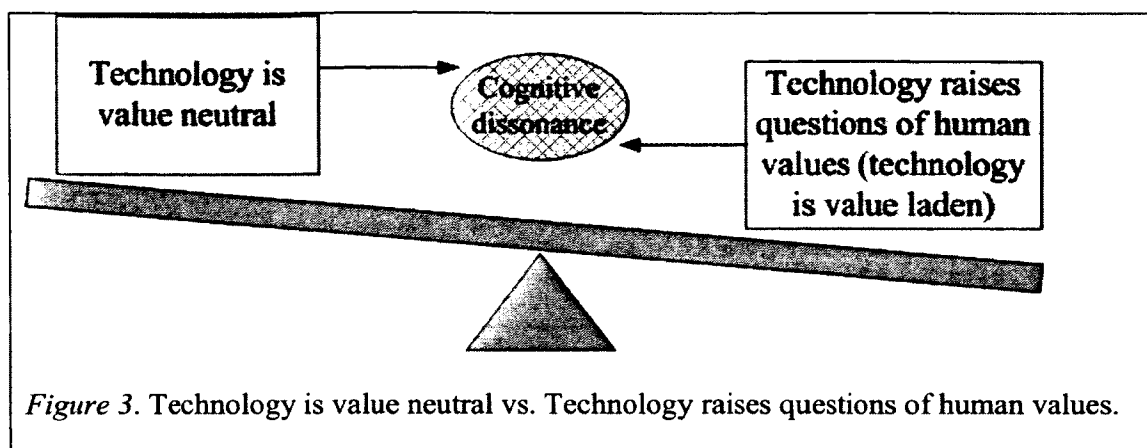 Technology is
value neutral
Cognitive
dissonance
Technology raises
questions of human
values (technology
is value laden)
Figure 3. Technology is value neutral vs. Technology raises questions of human values.